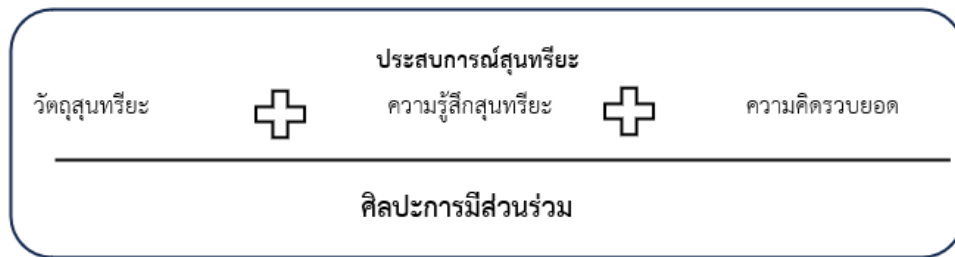 ประสบการณ์สุนทรียะ
วัตถุสุนทรียะ ความรู้สึกสุนทรียะ ความคิดรวบยอด
ศิลปะการมีส่วนร่วม